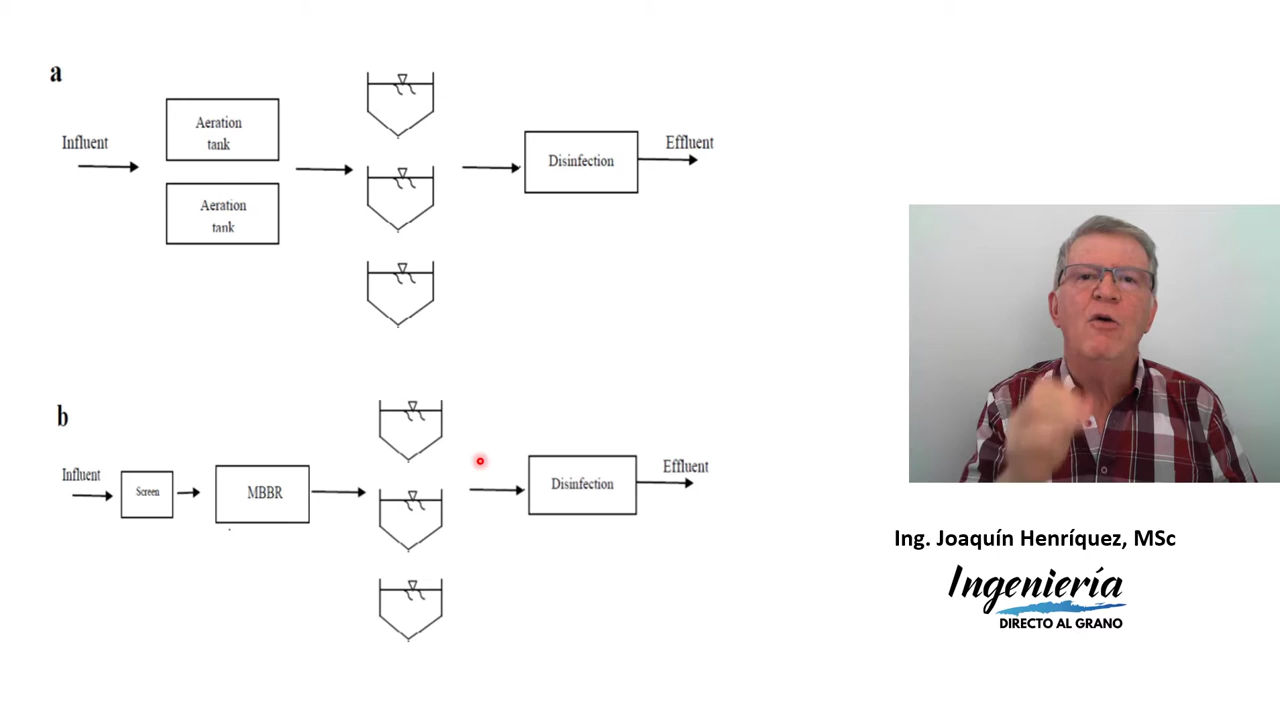 a
Influent
Aeration
tank
Aeration
tank
Disinfection
Effluent
b
Influent
Screen
MBBR
Disinfection
Effluent
Ing. Joaquín Henríquez, MSc
Ingeniería
DIRECTO AL GRANO